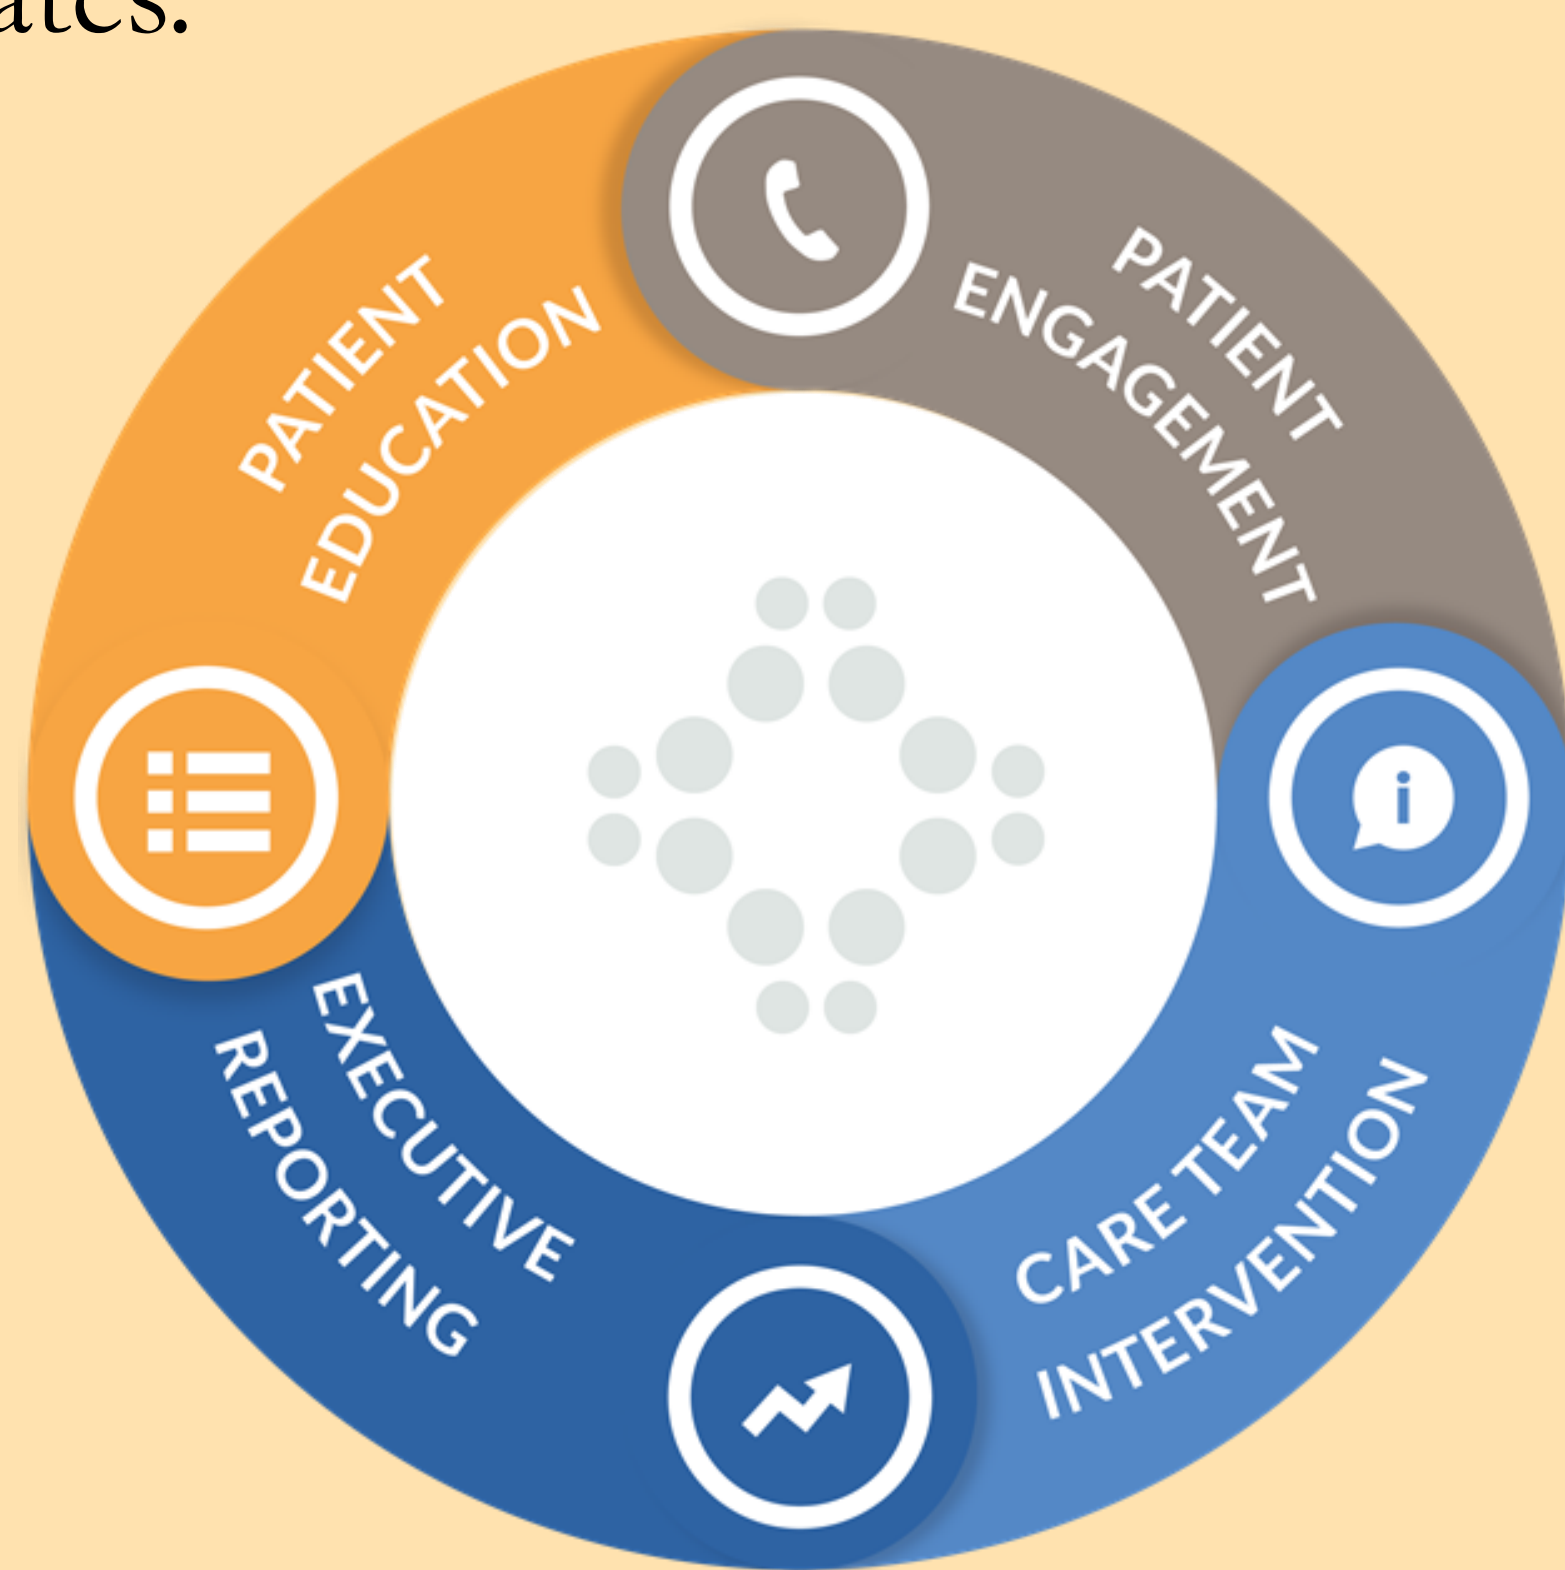 PATIENT
EDUCATION
PATIENT
ENGAGEMENT
CARE TEAM
INTERVENTION
EXECUTIVE
REPORTING
i